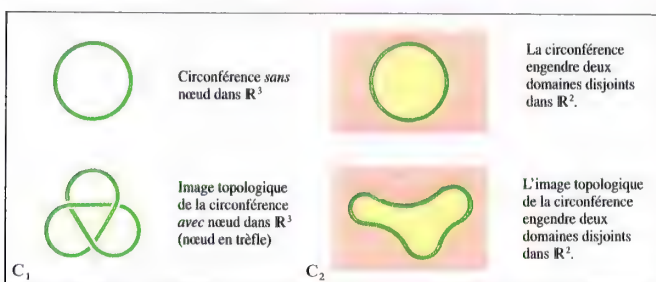 Circonférence sans
nœud dans R³
La circonférence
engendre deux
domaines disjoints
dans R².
Image topologique
de la circonférence
avec nœud dans R³
(nœud en trèfle)
L'image topologique
de la circonférence
engendre deux
domaines disjoints
dans R².
C₁
C₂